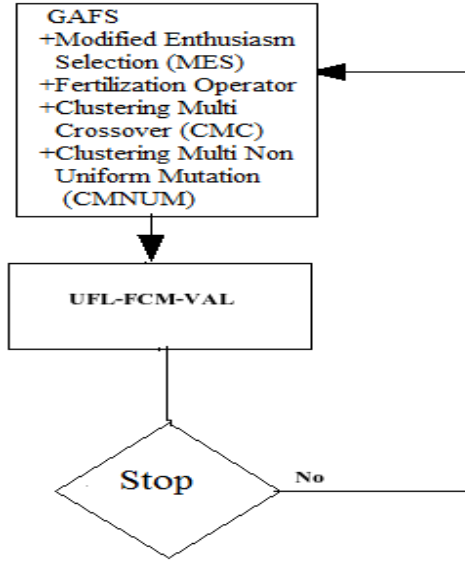 GAFS
+Modified Enthusiasm
Selection (MES)
+Fertilization Operator
+Clustering Multi
Crossover (CMC)
+Clustering Multi Non
Uniform Mutation
(CMNUM)
UFL-FCM-VAL
Stop
No